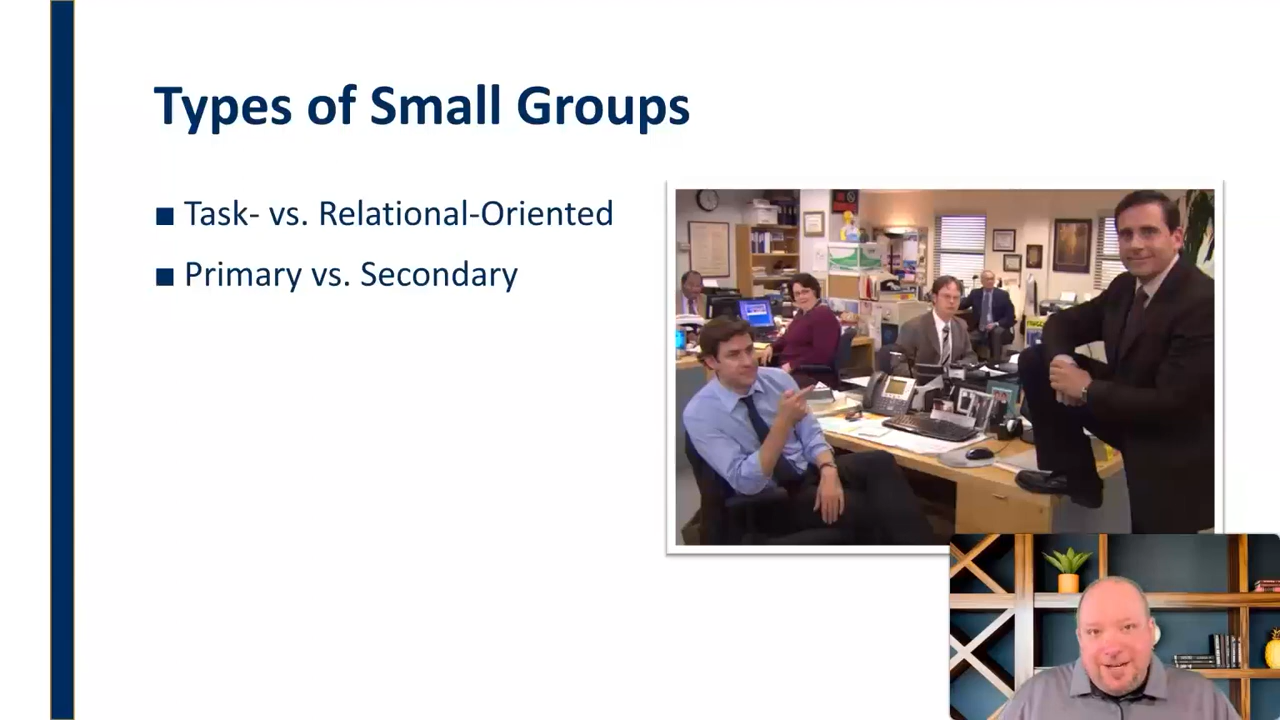 Types of Small Groups
■ Task- vs. Relational-Oriented
■ Primary vs. Secondary